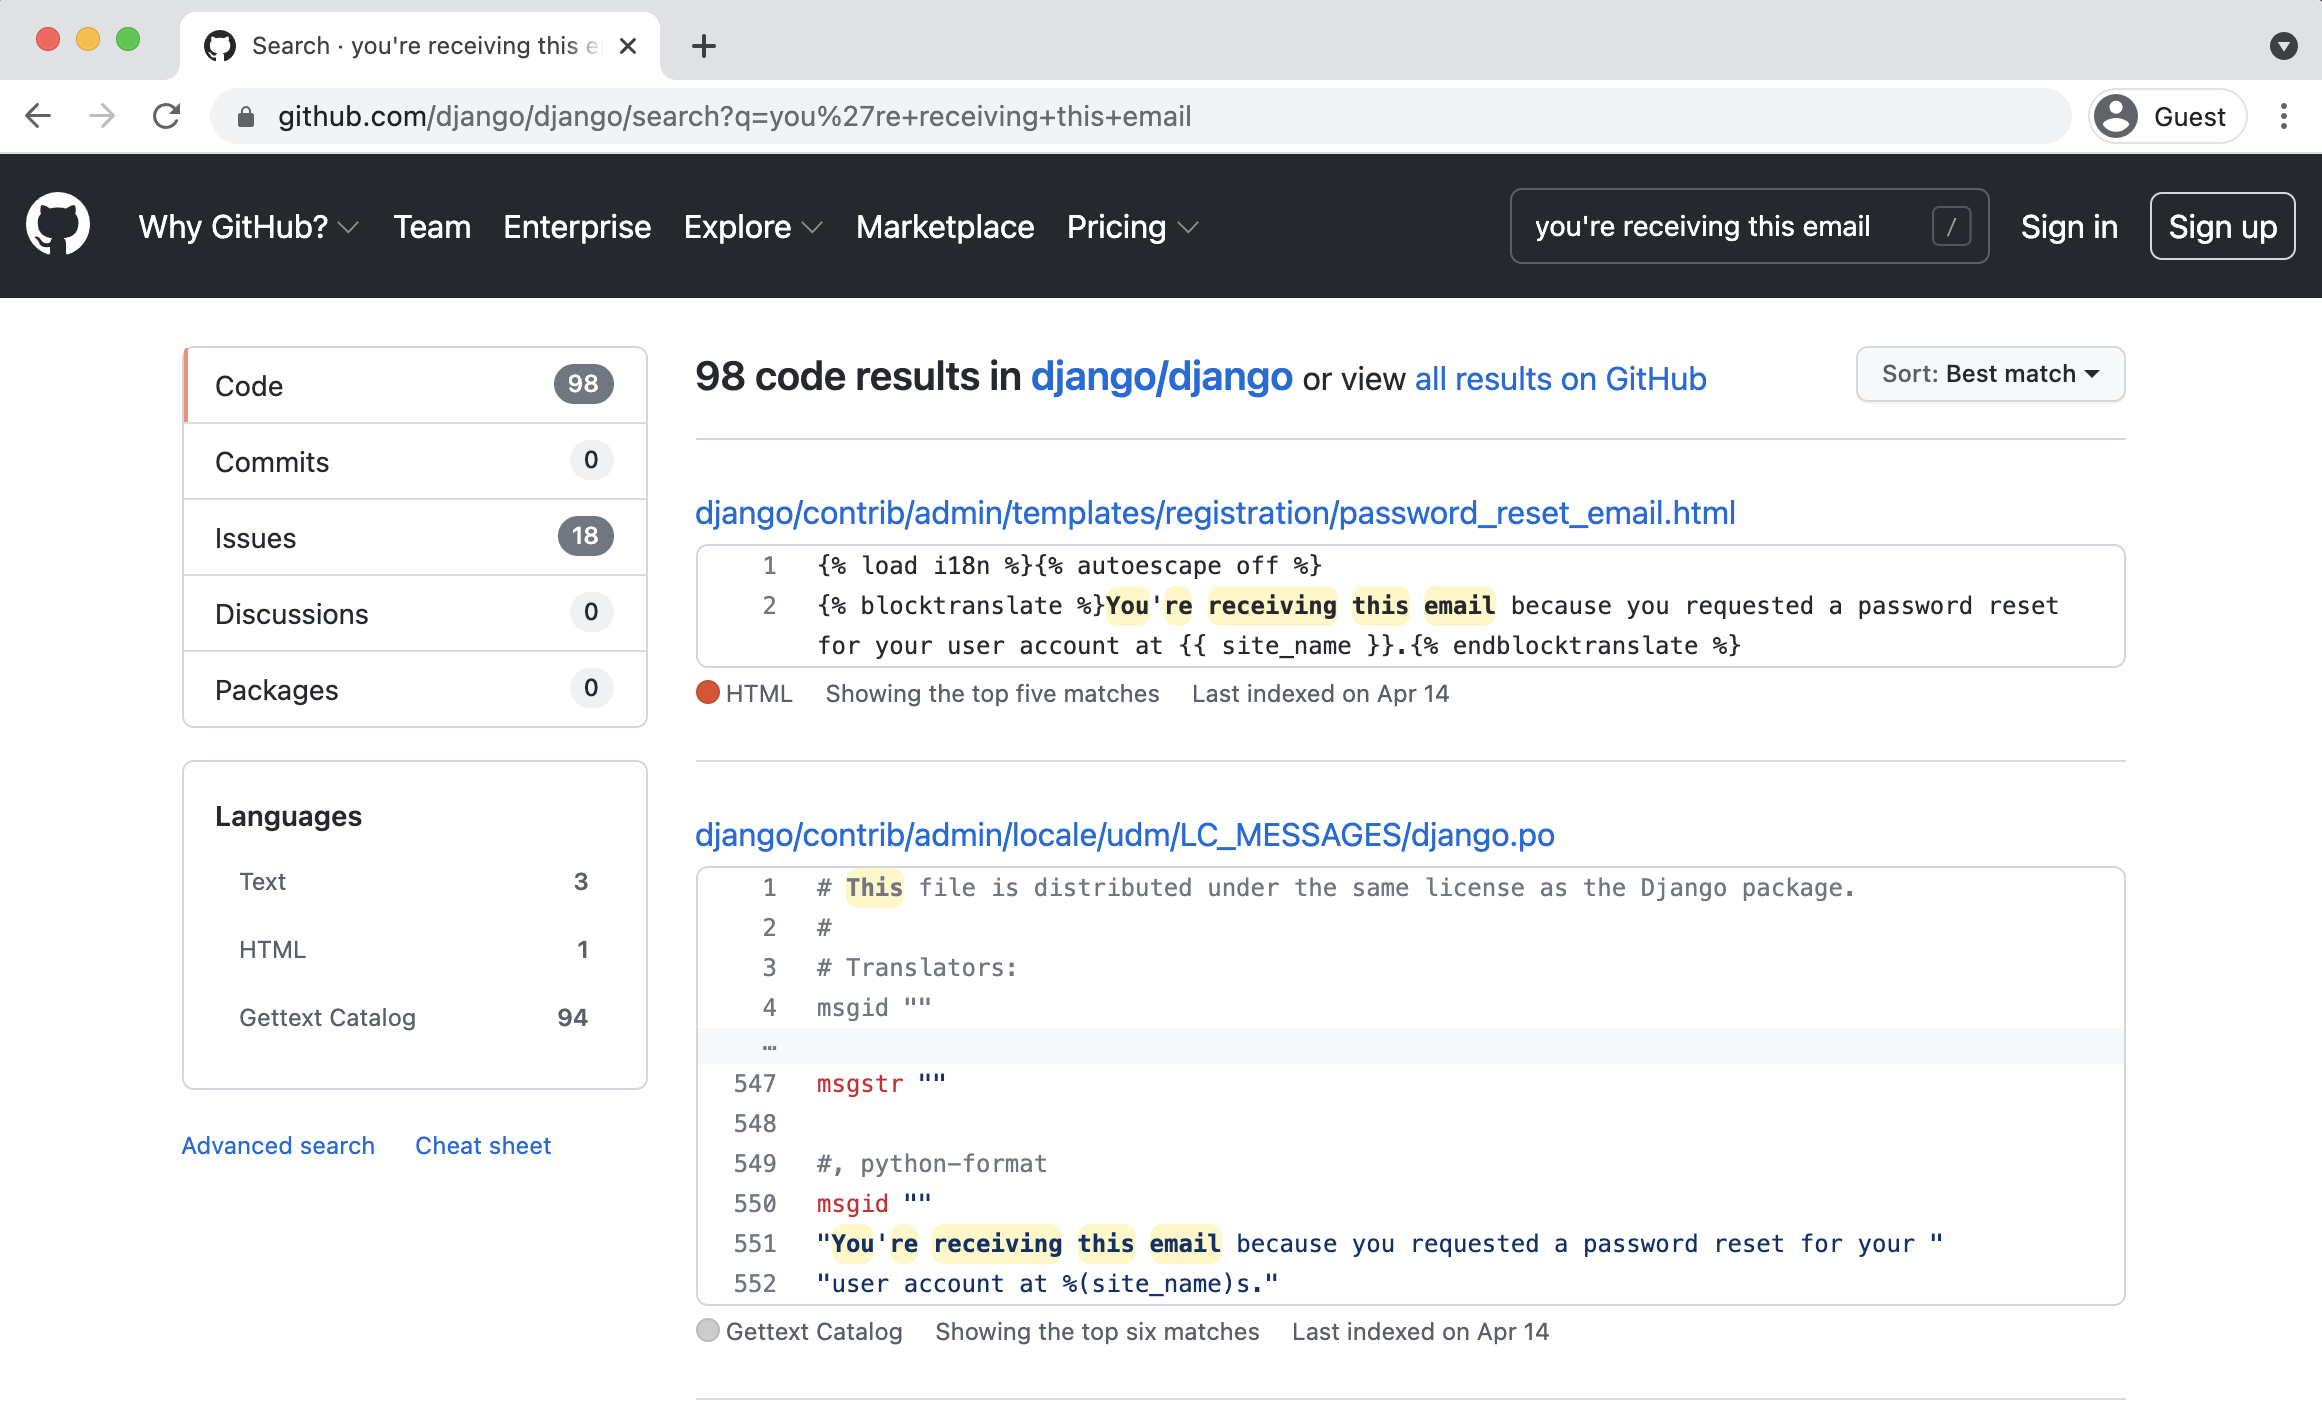 Search · you're receiving this e
github.com/django/django/search?q=you%27re+receiving+this+email
Guest
Why GitHub? Team Enterprise Explore Marketplace Pricing
you're receiving this email /
Sign in
Sign up
Code 98
Commits 0
Issues 18
Discussions 0
Packages 0
Languages
Text 3
HTML 1
Gettext Catalog 94
Advanced search Cheat sheet
98 code results in django/django or view all results on GitHub
Sort: Best match
django/contrib/admin/templates/registration/password_reset_email.html
1 {% load i18n %}{% autoescape off %}
2 {% blocktranslate %}You're receiving this email because you requested a password reset
for your user account at {{ site_name }}.{% endblocktranslate %}
HTML Showing the top five matches Last indexed on Apr 14
django/contrib/admin/locale/udm/LC_MESSAGES/django.po
1 # This file is distributed under the same license as the Django package.
2 #
3 # Translators:
4 msgid ""
…
547 msgstr ""
548
549 #, python-format
550 msgid ""
551 "You're receiving this email because you requested a password reset for your "
552 "user account at %(site_name)s."
Gettext Catalog Showing the top six matches Last indexed on Apr 14